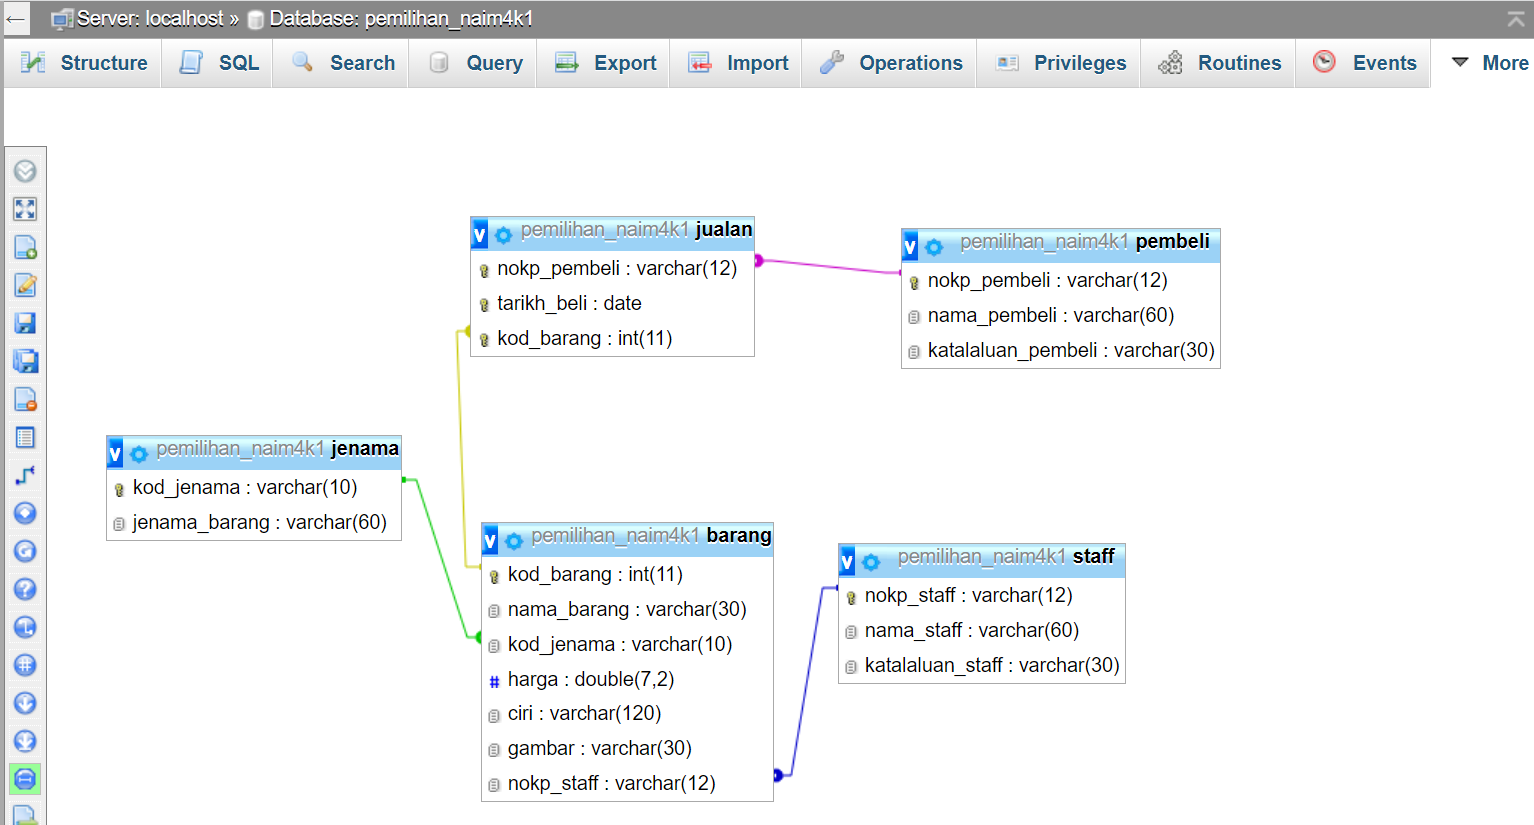 Server: localhost » Database: pemilihan_naim4k1
Structure SQL Search Query Export Import Operations Privileges Routines Events More
pemilihan_naim4k1 jualan
nokp_pembeli : varchar(12)
tarikh_beli : date
kod_barang : int(11)
pemilihan_naim4k1 pembeli
nokp_pembeli : varchar(12)
nama_pembeli : varchar(60)
katalaluan_pembeli : varchar(30)
pemilihan_naim4k1 jenama
kod_jenama : varchar(10)
jenama_barang : varchar(60)
pemilihan_naim4k1 barang
kod_barang : int(11)
nama_barang : varchar(30)
kod_jenama : varchar(10)
# harga : double(7,2)
ciri : varchar(120)
gambar : varchar(30)
nokp_staff : varchar(12)
pemilihan_naim4k1 staff
nokp_staff : varchar(12)
nama_staff : varchar(60)
katalaluan_staff : varchar(30)